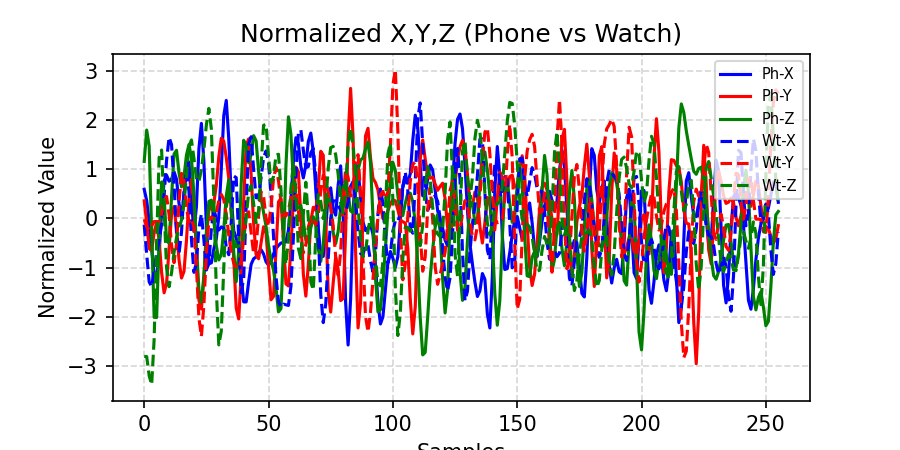 Normalized X,Y,Z (Phone vs Watch)
Normalized Value
3
2
1
0
−1
−2
−3
Ph-X
Ph-Y
Ph-Z
Wt-X
Wt-Y
Wt-Z
0 50 100 150 200 250
Samples